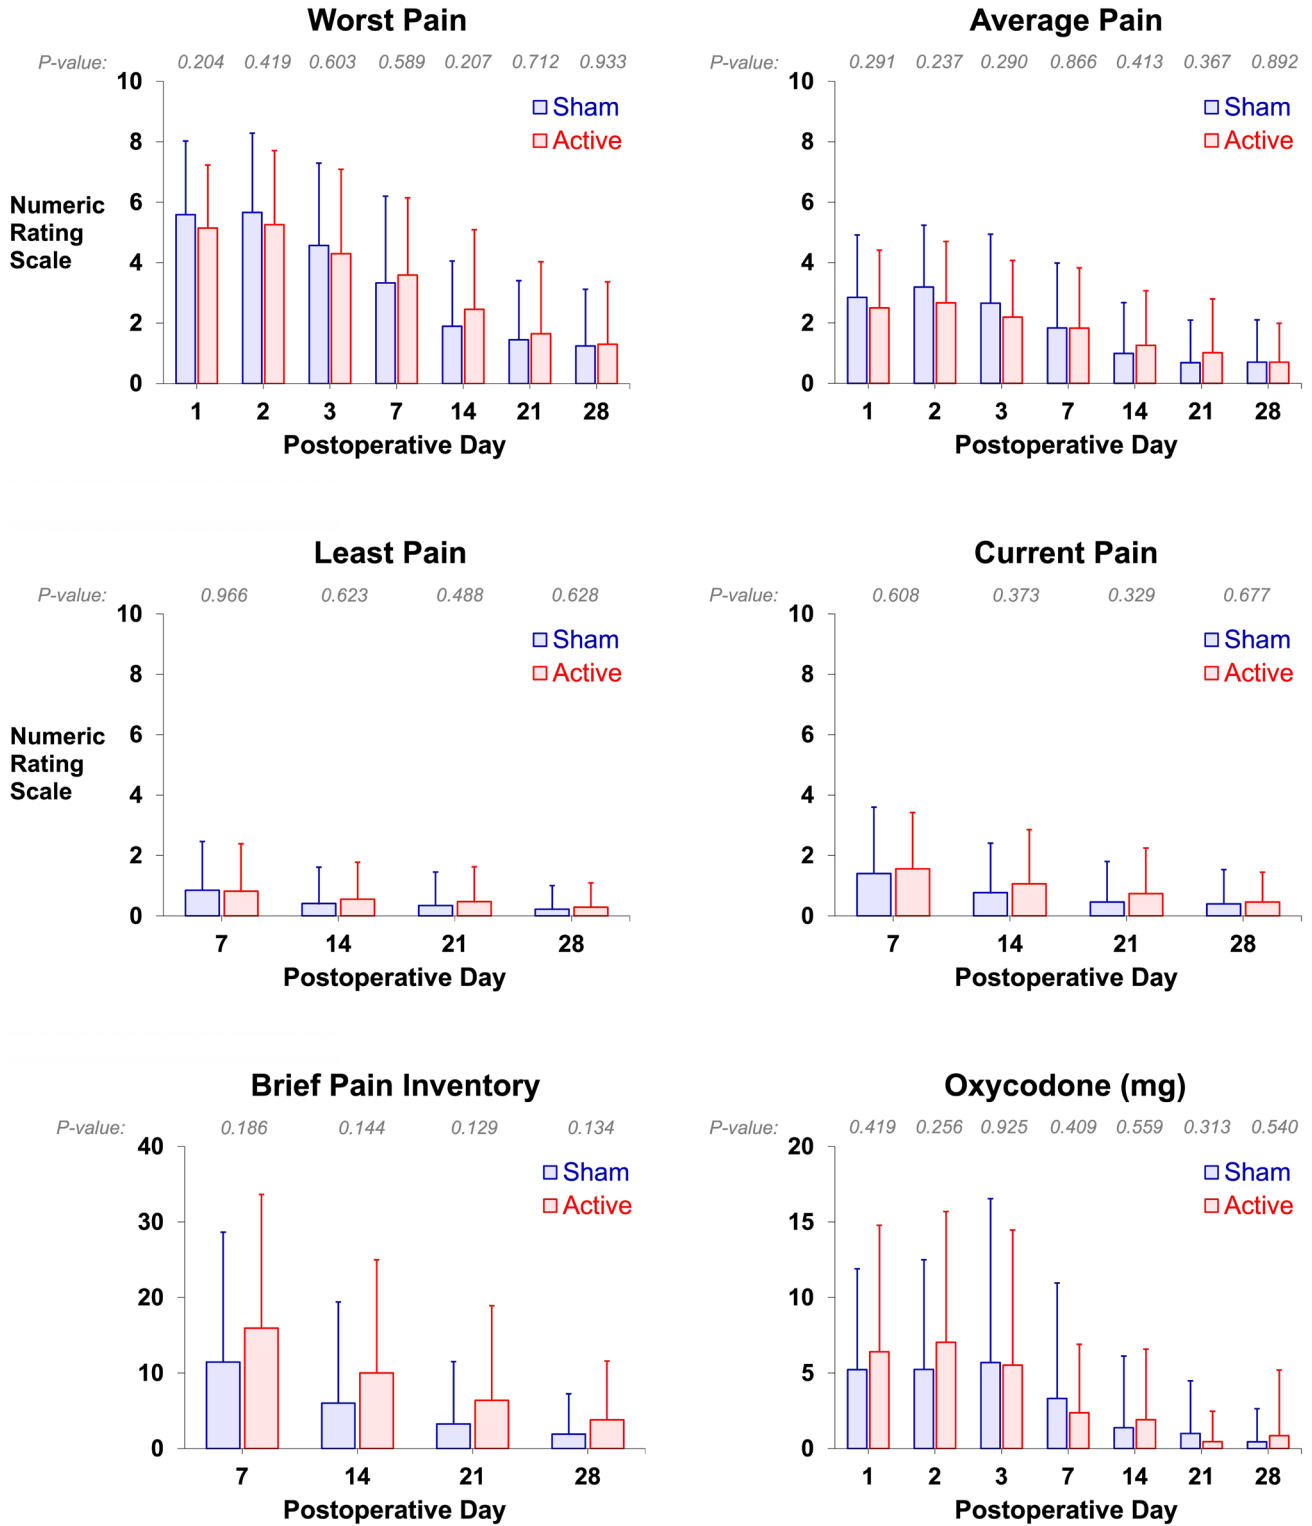 Worst Pain
P-value: 0.204 0.419 0.603 0.589 0.207 0.712 0.933
10
8
6
4
2
0
Numeric
Rating
Scale
Sham
Active
1 2 3 7 14 21 28
Postoperative Day
Average Pain
P-value: 0.291 0.237 0.290 0.866 0.413 0.367 0.892
10
8
6
4
2
0
Sham
Active
1 2 3 7 14 21 28
Postoperative Day
Least Pain
P-value: 0.966 0.623 0.488 0.628
10
8
6
4
2
0
Numeric
Rating
Scale
Sham
Active
7 14 21 28
Postoperative Day
Current Pain
P-value: 0.608 0.373 0.329 0.677
10
8
6
4
2
0
Sham
Active
7 14 21 28
Postoperative Day
Brief Pain Inventory
P-value: 0.186 0.144 0.129 0.134
40
30
20
10
0
Sham
Active
7 14 21 28
Postoperative Day
Oxycodone (mg)
P-value: 0.419 0.256 0.925 0.409 0.559 0.313 0.540
20
15
10
5
0
Sham
Active
1 2 3 7 14 21 28
Postoperative Day